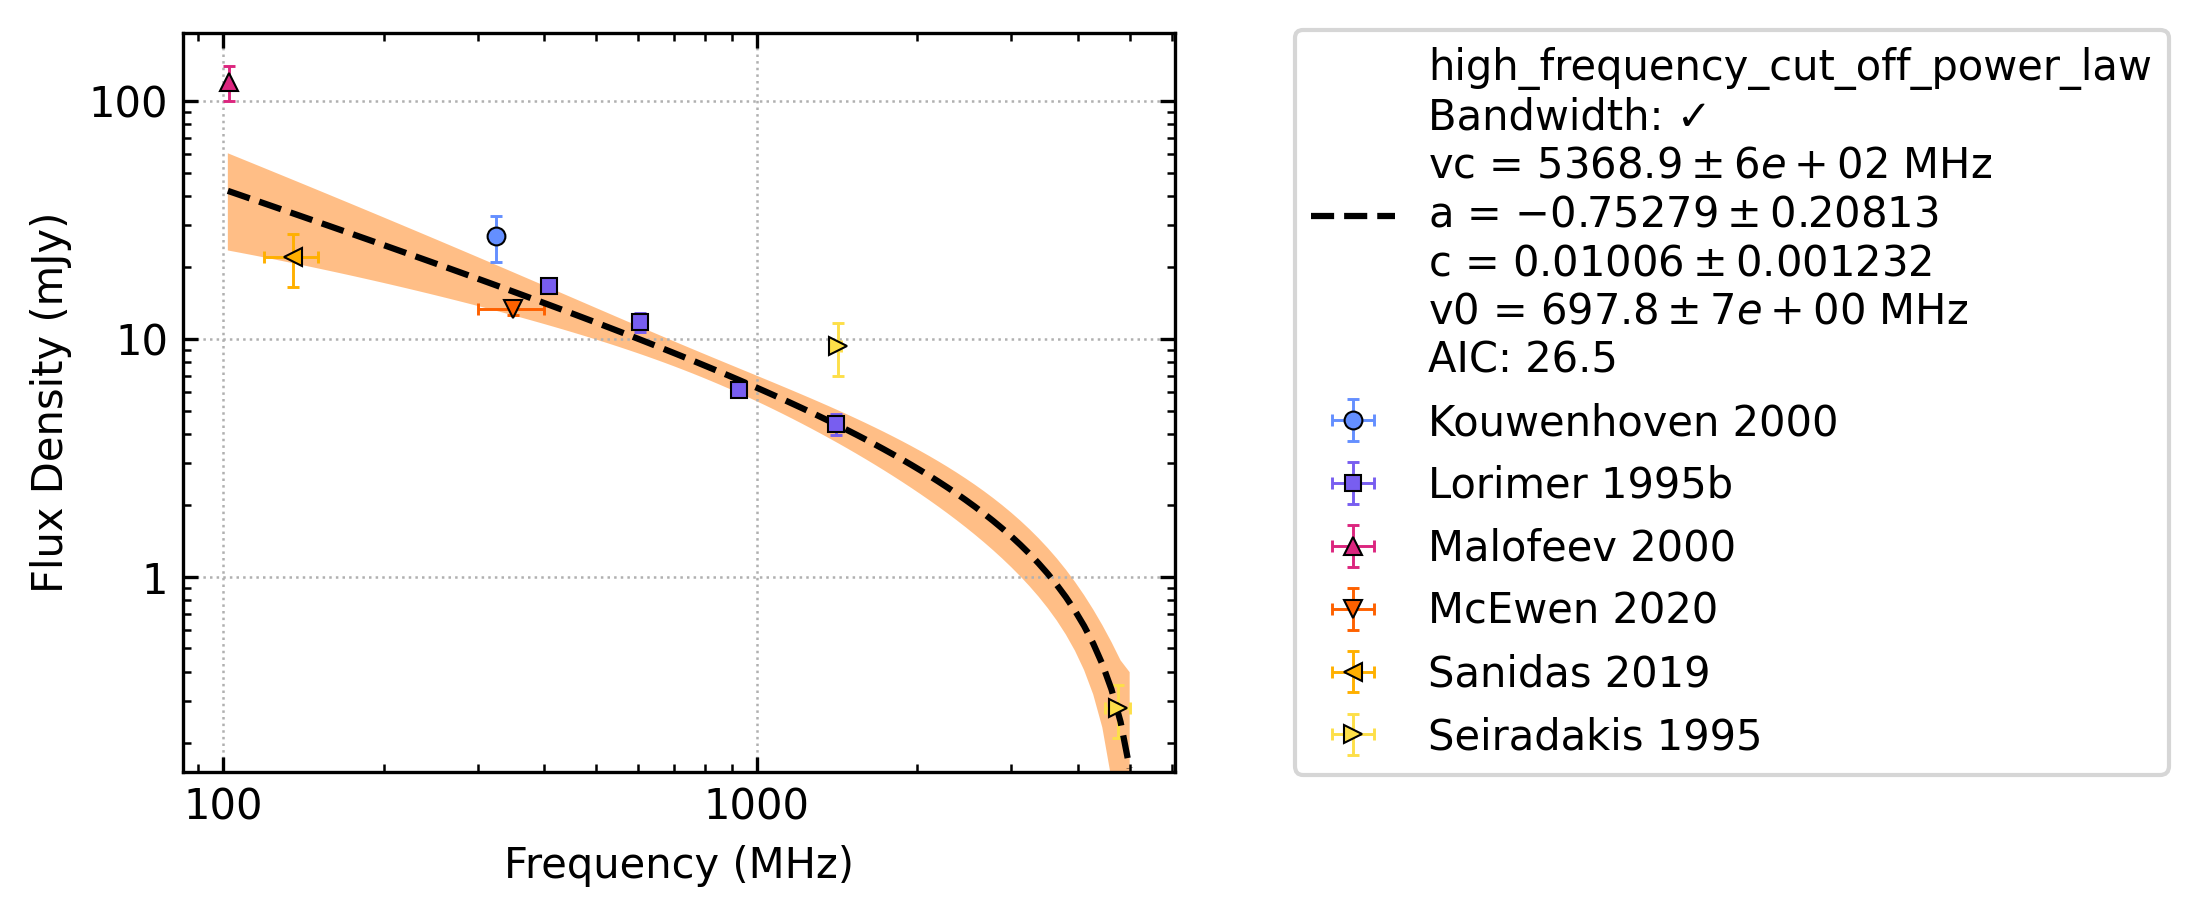 100
10
1
Flux Density (mJy)
100
1000
Frequency (MHz)
high_frequency_cut_off_power_law
Bandwidth: ✓
vc = 5368.9 ± 6e + 02 MHz
a = −0.75279 ± 0.20813
c = 0.01006 ± 0.001232
v0 = 697.8 ± 7e + 00 MHz
AIC: 26.5
Kouwenhoven 2000
Lorimer 1995b
Malofeev 2000
McEwen 2020
Sanidas 2019
Seiradakis 1995